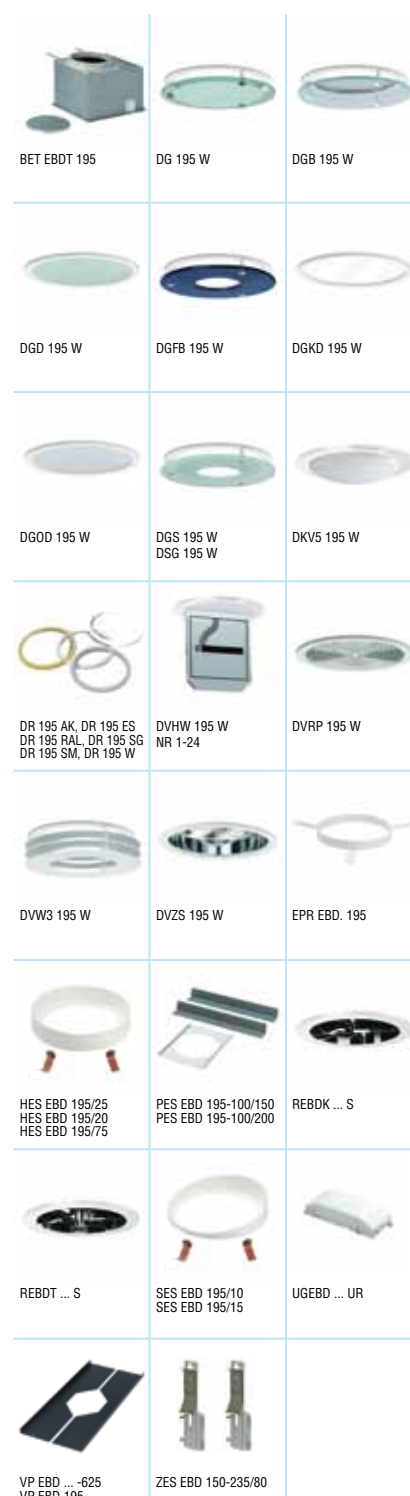 BET EBDT 195
DG 195 W
DGB 195 W
DGD 195 W
DGFB 195 W
DGKD 195 W
DGOD 195 W
DGS 195 W
DSG 195 W
DKV5 195 W
DR 195 AK, DR 195 ES
DR 195 RAL, DR 195 SG
DR 195 SM, DR 195 W
DVHW 195 W
NR 1-24
DVRP 195 W
DVW3 195 W
DVZS 195 W
EPR EBD. 195
HES EBD 195/25
HES EBD 195/20
HES EBD 195/75
PES EBD 195-100/150
PES EBD 195-100/200
REBDK ... S
REBDT ... S
SES EBD 195/10
SES EBD 195/15
UGEBD ... UR
VP EBD ... -625
VP EBD 195
ZES EBD 150-235/80